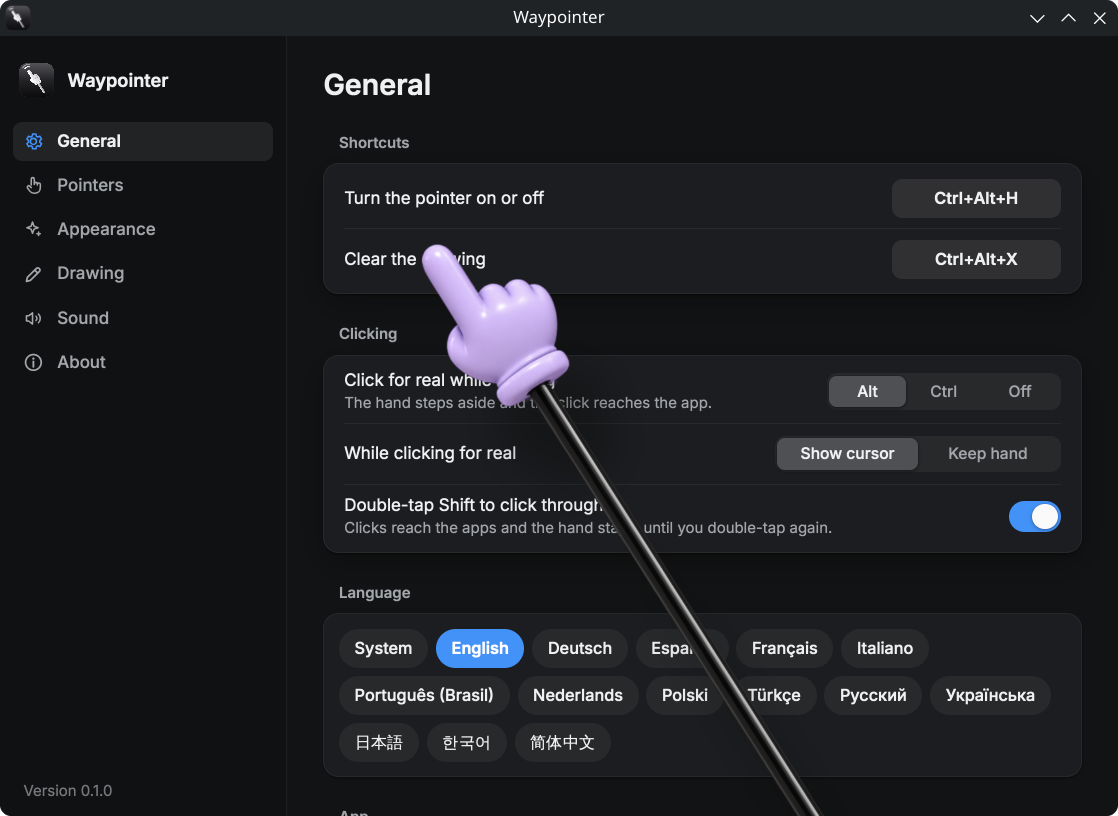 Waypointer
Waypointer
General
Pointers
Appearance
Drawing
Sound
About
Version 0.1.0
General
Shortcuts
Turn the pointer on or off
Ctrl+Alt+H
Clear the
Ctrl+Alt+X
Clicking
Click for real while
The hand steps aside and the click reaches the app.
Alt
Ctrl
Off
While clicking for real
Show cursor
Keep hand
Double-tap Shift to click through
Clicks reach the apps and the hand until you double-tap again.
Language
System
English
Deutsch
Français
Italiano
Português (Brasil)
Nederlands
Polski
Türkçe
Русский
Українська
日本語
한국어
简体中文